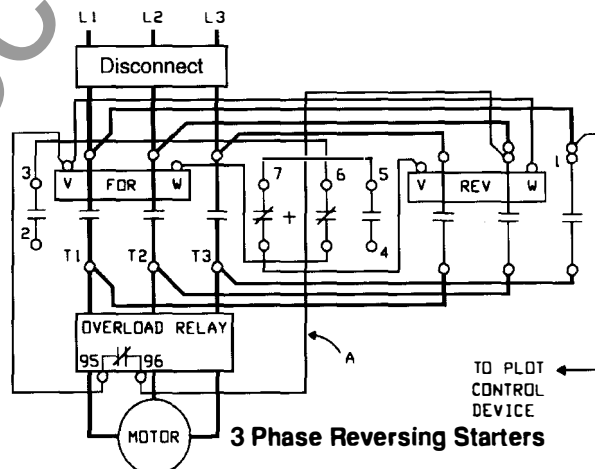 L1 L2 L3
Disconnect
3 V FOR W 7 6 5 V REV W 1
+
2 4
T1 T2 T3
OVERLOAD RELAY
95 96
A
TO PLOT
CONTROL
DEVICE
MOTOR
3 Phase Reversing Starters